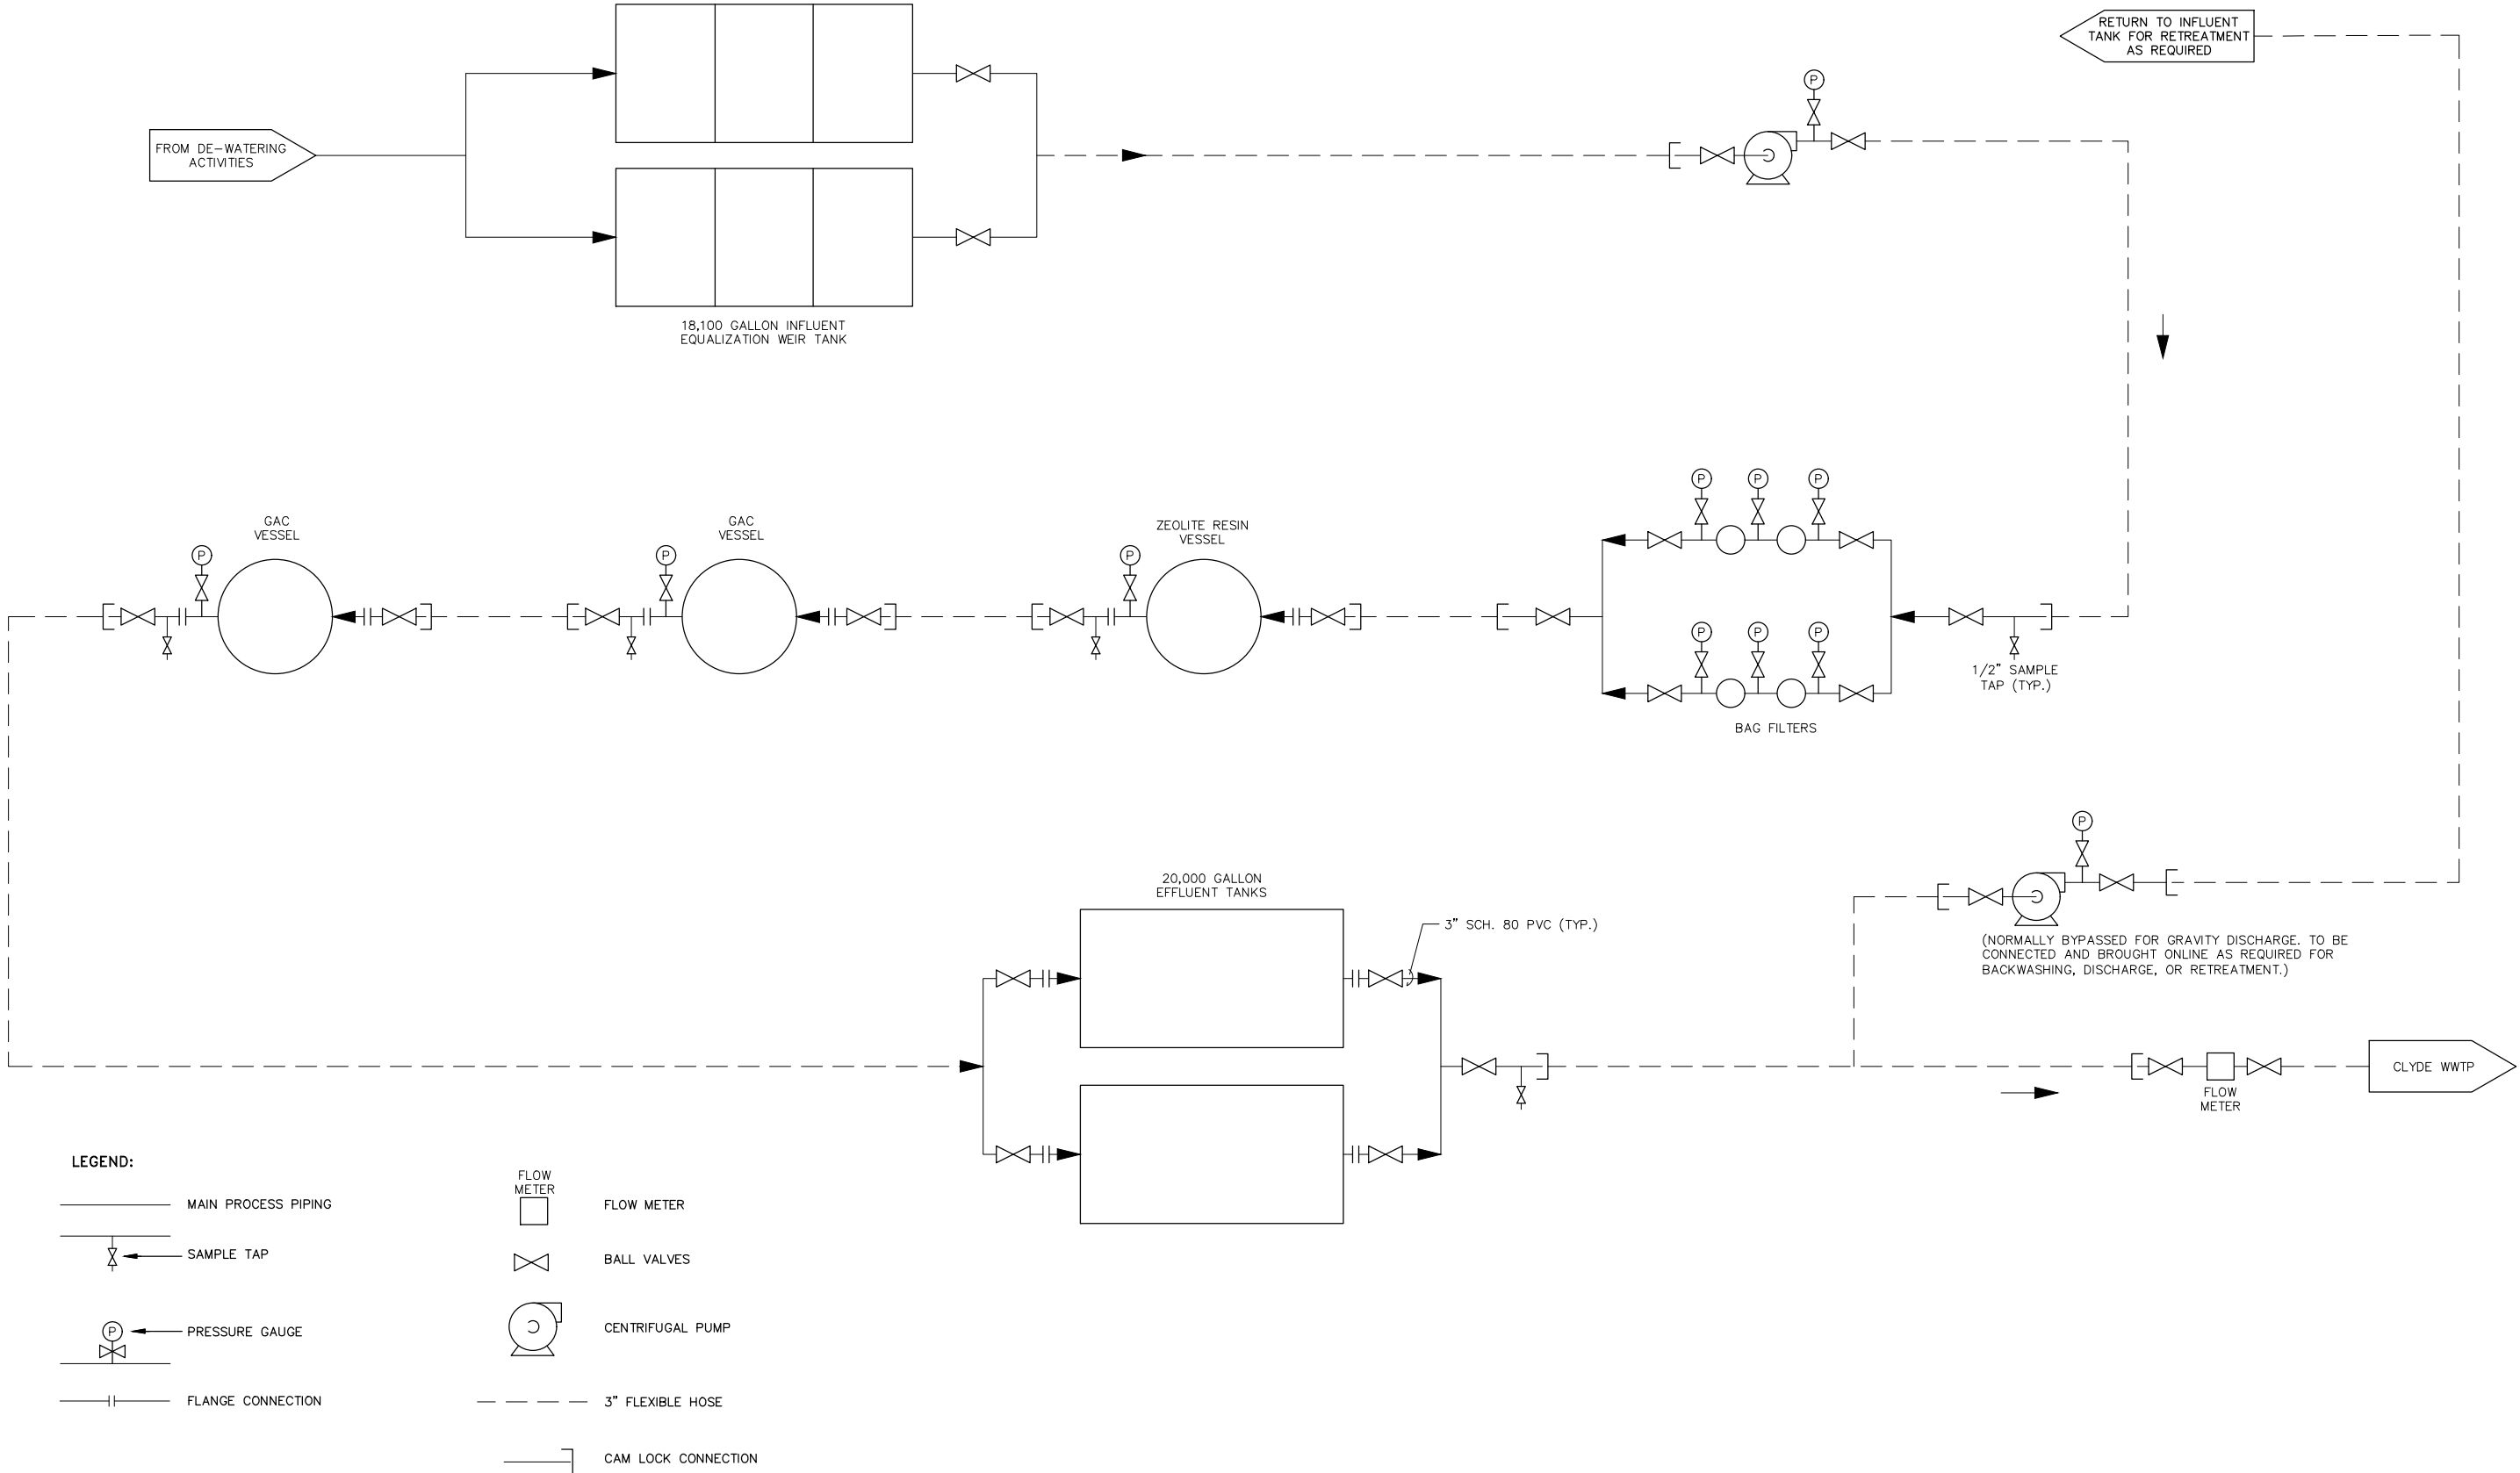 RETURN TO INFLUENT
TANK FOR RETREATMENT
AS REQUIRED
P
FROM DE-WATERING
ACTIVITIES
18,100 GALLON INFLUENT
EQUALIZATION WEIR TANK
P
P
P
GAC
VESSEL
GAC
VESSEL
ZEOLITE RESIN
VESSEL
P
P
P
P
P
P
1/2" SAMPLE
TAP (TYP.)
BAG FILTERS
P
20,000 GALLON
EFFLUENT TANKS
3" SCH. 80 PVC (TYP.)
(NORMALLY BYPASSED FOR GRAVITY DISCHARGE. TO BE
CONNECTED AND BROUGHT ONLINE AS REQUIRED FOR
BACKWASHING, DISCHARGE, OR RETREATMENT.)
CLYDE WWTP
FLOW
METER
LEGEND:
MAIN PROCESS PIPING
SAMPLE TAP
P
PRESSURE GAUGE
FLANGE CONNECTION
FLOW
METER
FLOW METER
BALL VALVES
CENTRIFUGAL PUMP
3" FLEXIBLE HOSE
CAM LOCK CONNECTION